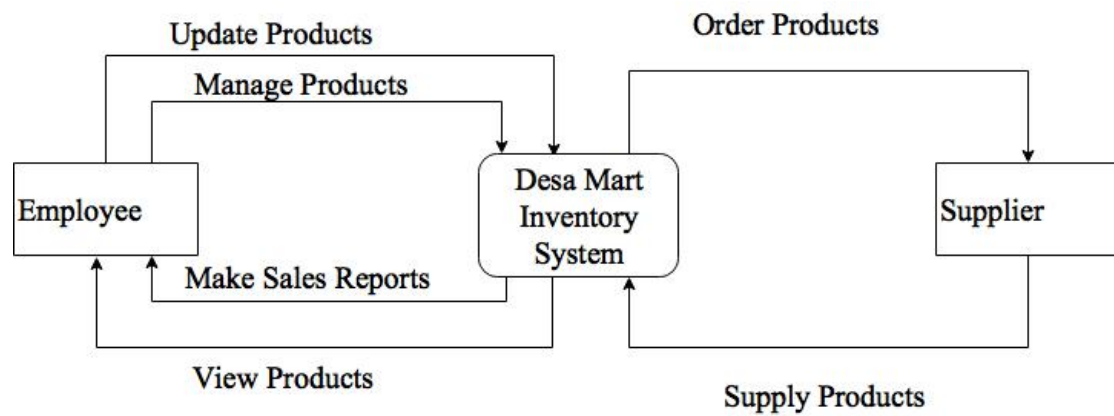 Update Products
Order Products
Manage Products
Employee
Desa Mart
Inventory
System
Supplier
Make Sales Reports
View Products
Supply Products